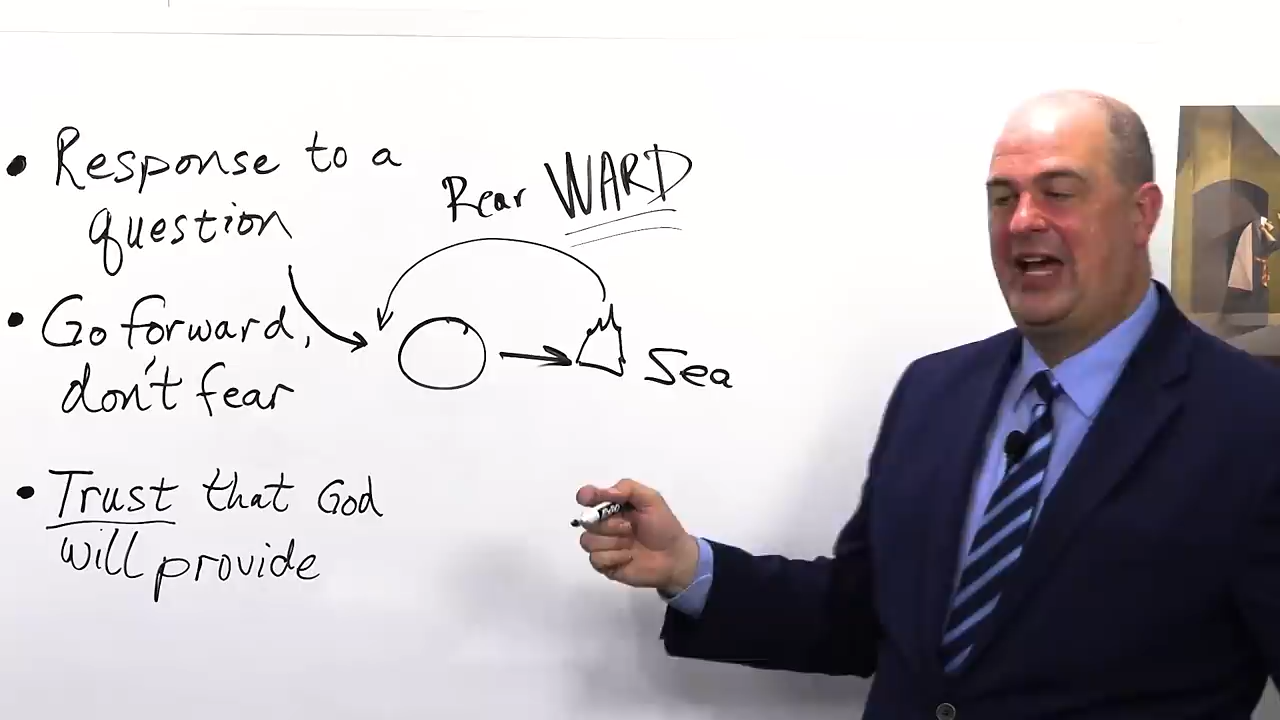 • Response to a
question
Rear WARD
• Go forward,
don't fear
Sea
• Trust that God
will provide